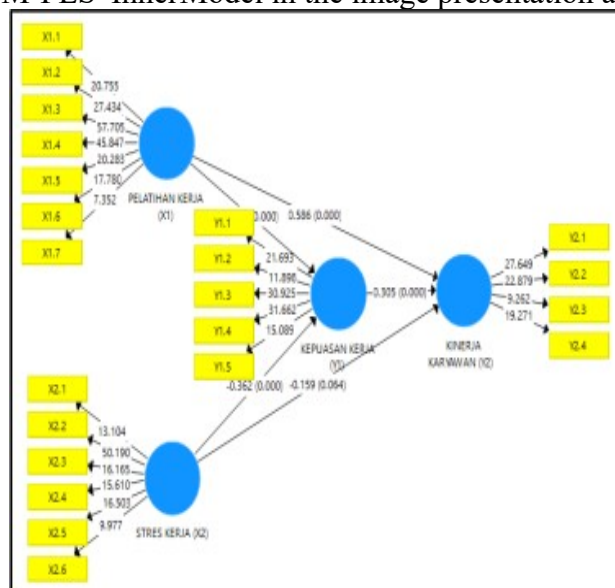 InnerModel in the image presentation a
X1.1
X1.2
X1.3
X1.4
X1.5
X1.6
X1.7
20.755
27.434
57.705
45.847
20.283
17.780
7.352
PELATIHAN KERJA
(X1)
0.000)
0.586 (0.000)
Y1.1
Y1.2
Y1.3
Y1.4
Y1.5
21.693
11.898
30.925
31.662
15.089
KEPUASAN KERJA
(Y1)
0.305 (0.000)
KINERJA
KARYAWAN (Y2)
27.649
22.879
9.262
19.271
Y2.1
Y2.2
Y2.3
Y2.4
-0.362 (0.000)
-0.159 (0.064)
X2.1
X2.2
X2.3
X2.4
X2.5
X2.6
13.104
50.190
16.165
15.610
16.503
9.977
STRES KERJA (X2)